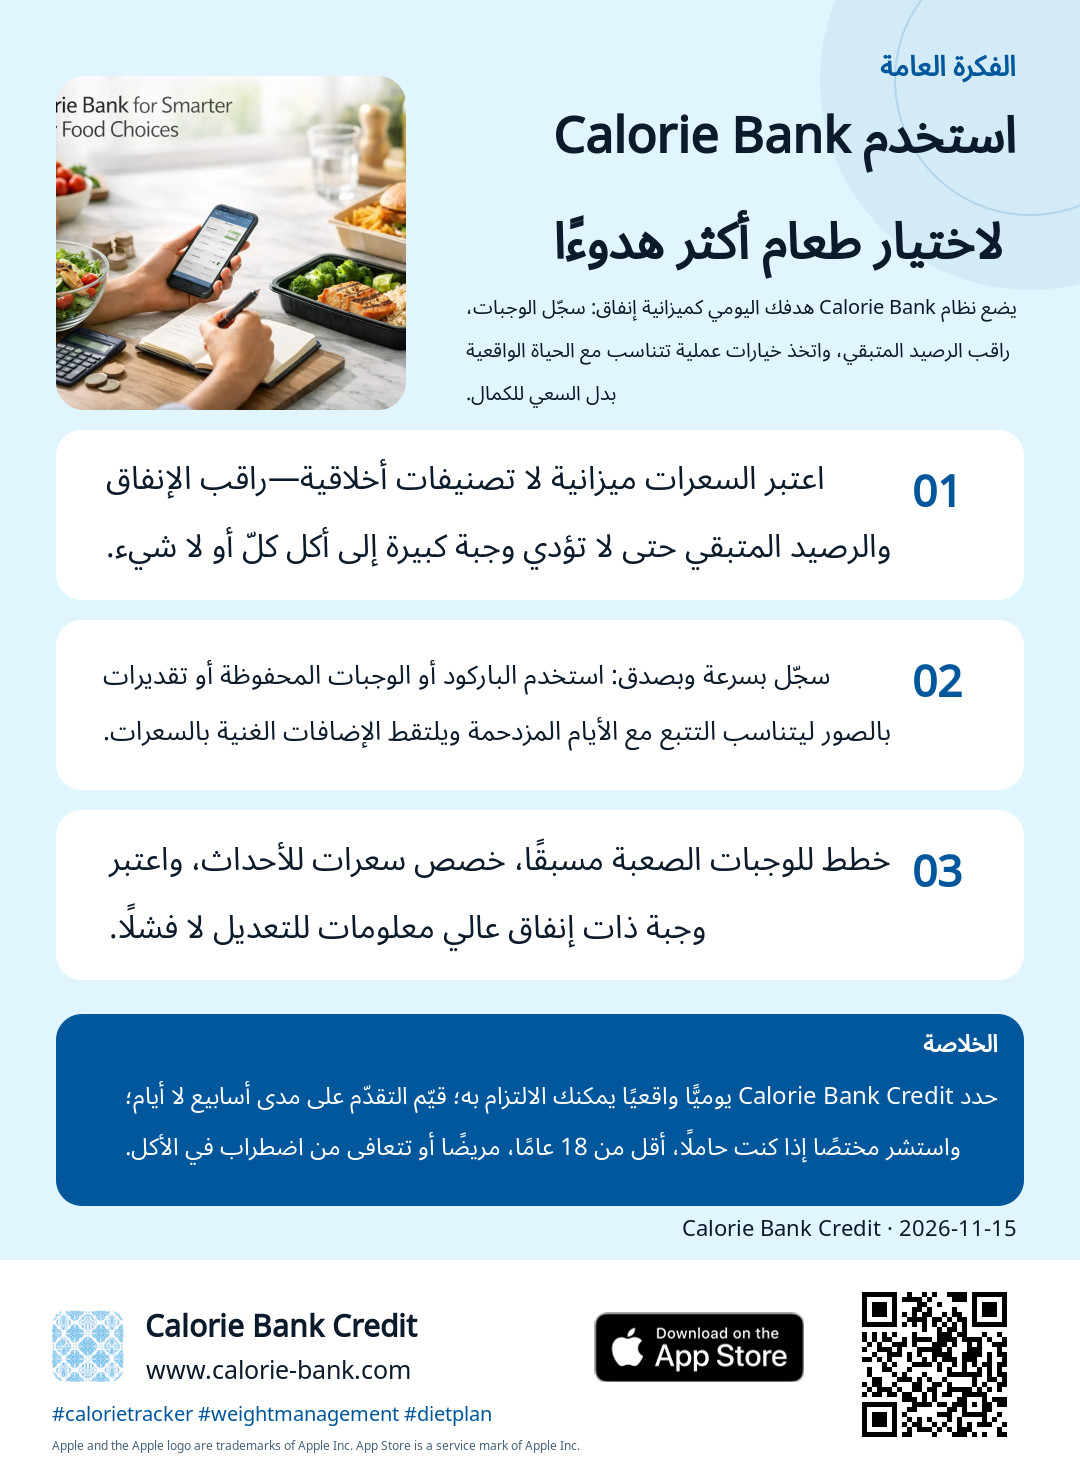 الفكرة العامة
استخدم Calorie Bank
لاختيار طعام أكثر هدوءًا
rie Bank for Smarter
Food Choices
يضع نظام Calorie Bank هدفك اليومي كميزانية إنفاق: سجّل الوجبات،
راقب الرصيد المتبقي، واتخذ خيارات عملية تتناسب مع الحياة الواقعية
بدل السعي للكمال.
01
اعتبر السعرات ميزانية لا تصنيفات أخلاقية—راقب الإنفاق
والرصيد المتبقي حتى لا تؤدي وجبة كبيرة إلى أكل كلّ أو لا شيء.
02
سجّل بسرعة وبصدق: استخدم الباركود أو الوجبات المحفوظة أو تقديرات
بالصور ليتناسب التتبع مع الأيام المزدحمة ويلتقط الإضافات الغنية بالسعرات.
03
خطط للوجبات الصعبة مسبقًا، خصص سعرات للأحداث، واعتبر
وجبة ذات إنفاق عالي معلومات للتعديل لا فشلًا.
الخلاصة
حدد Calorie Bank Credit يوميًّا واقعيًا يمكنك الالتزام به؛ قيّم التقدّم على مدى أسابيع لا أيام؛
واستشر مختصًا إذا كنت حاملًا، أقل من 18 عامًا، مريضًا أو تتعافى من اضطراب في الأكل.
Calorie Bank Credit · 2026-11-15
Calorie Bank Credit
www.calorie-bank.com
Download on the
App Store
#calorietracker #weightmanagement #dietplan
Apple and the Apple logo are trademarks of Apple Inc. App Store is a service mark of Apple Inc.